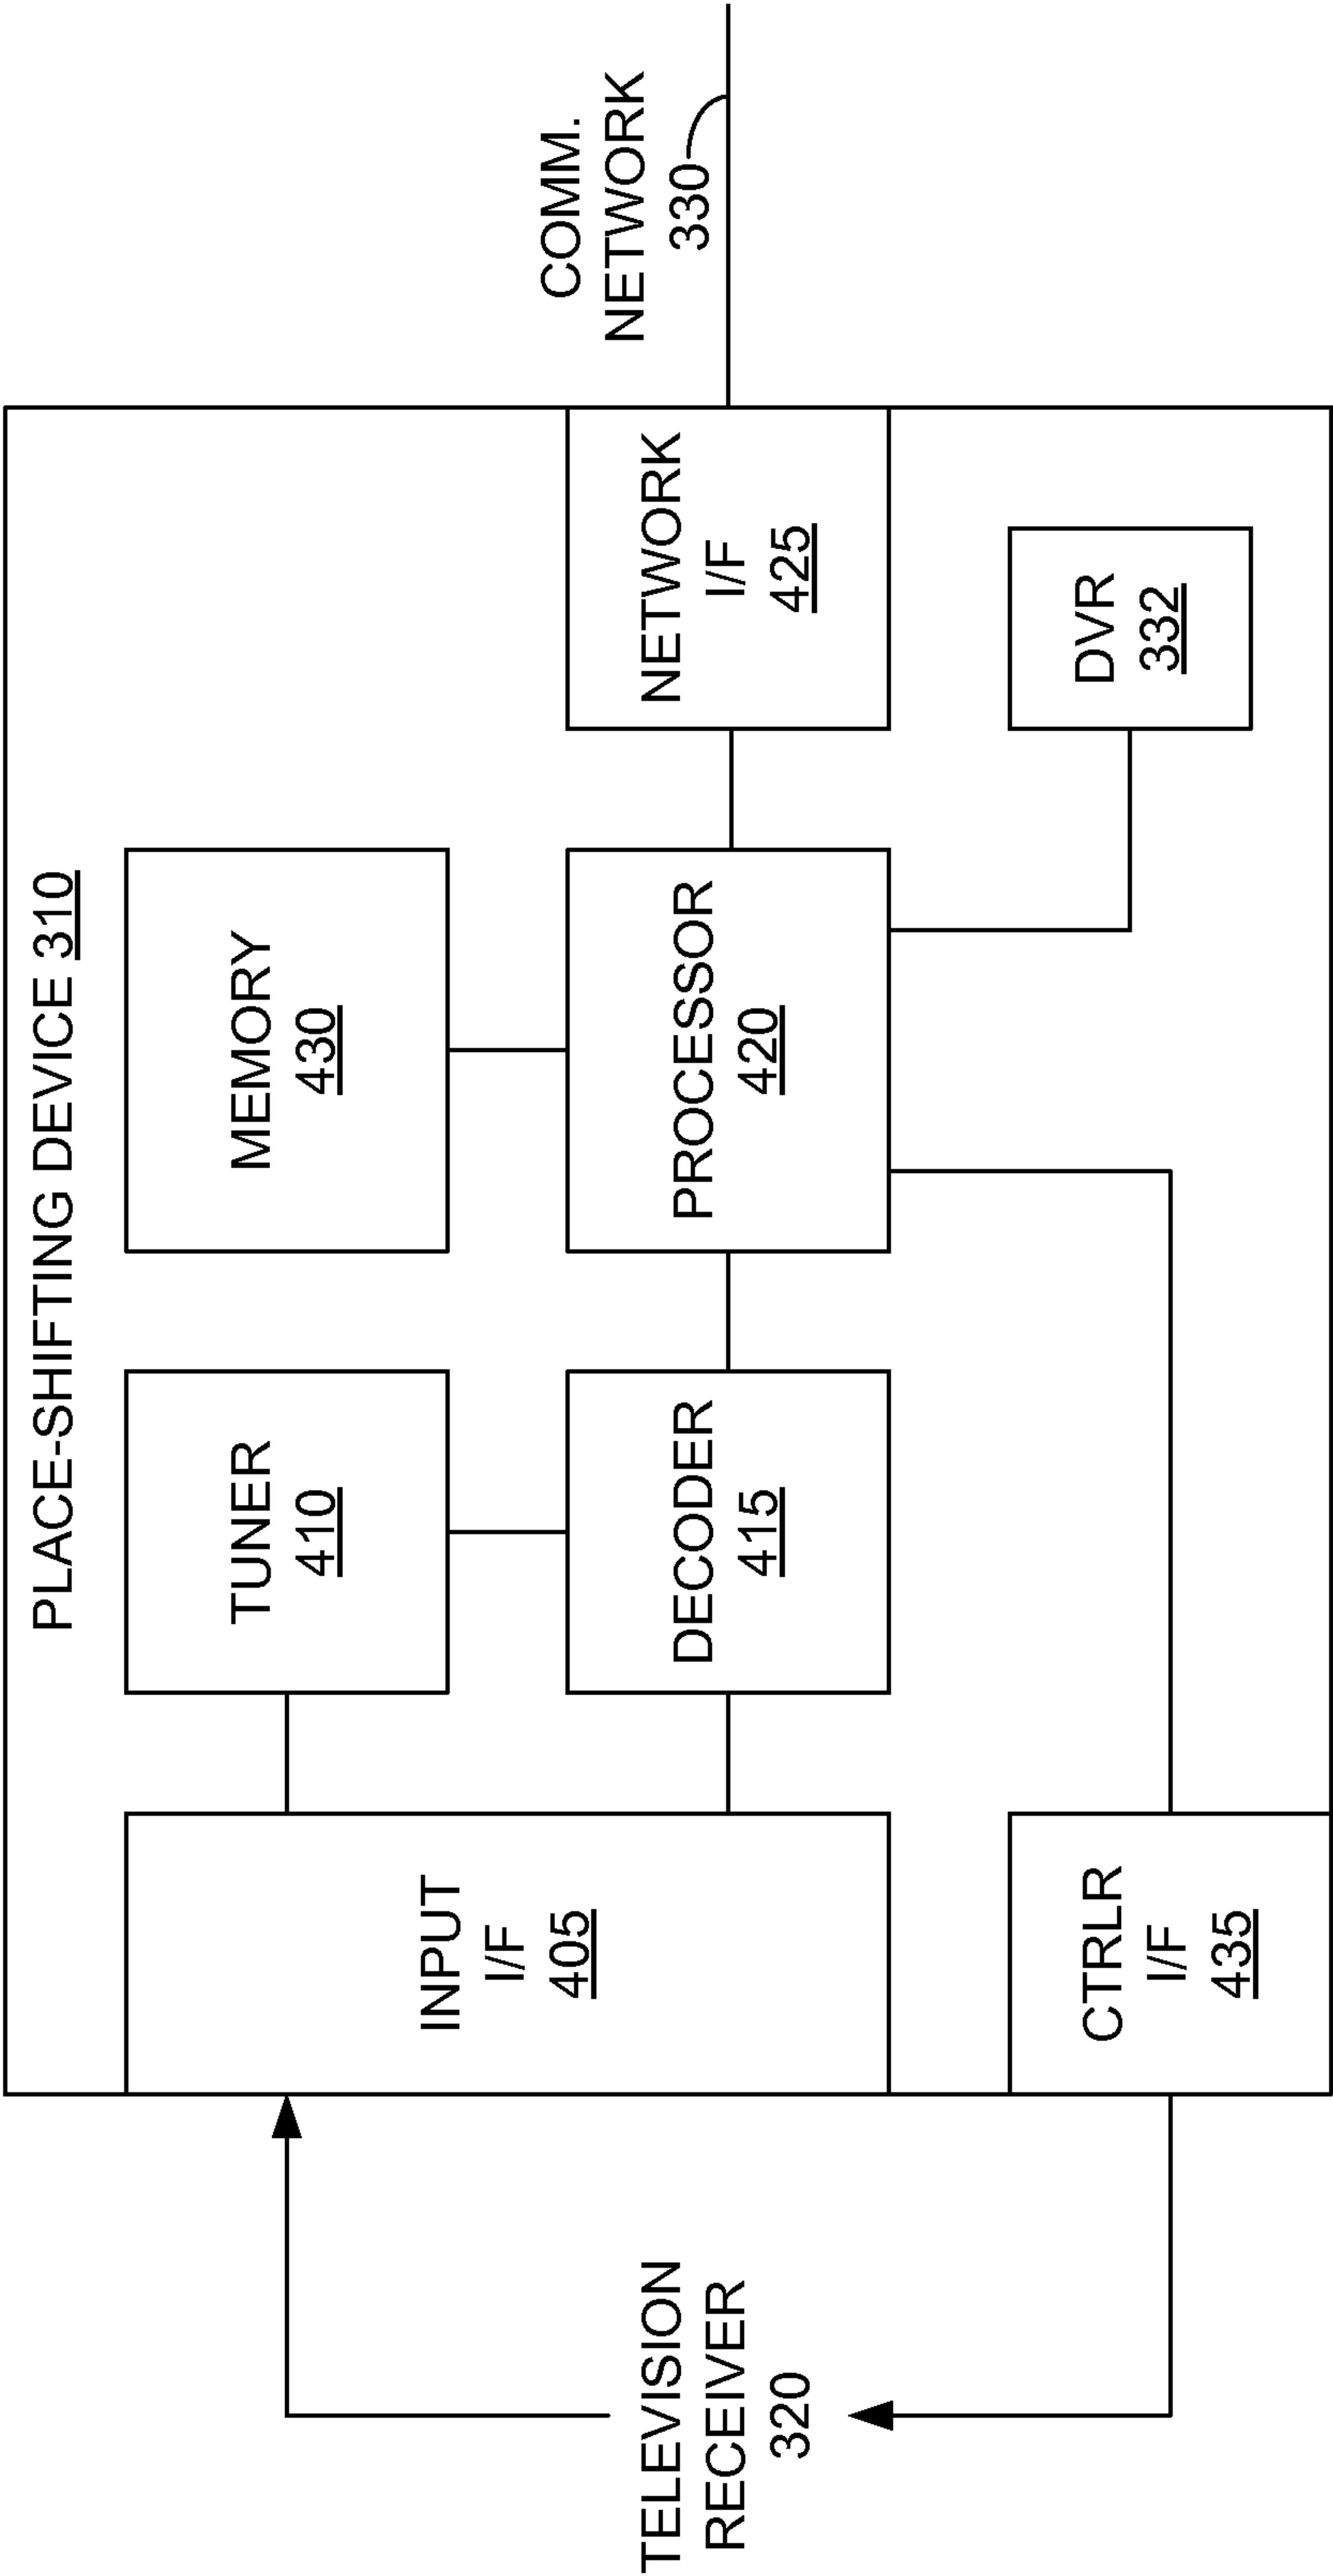 PLACE-SHIFTING DEVICE 310
TELEVISION
RECEIVER
320
INPUT
I/F
405
TUNER
410
MEMORY
430
DECODER
415
PROCESSOR
420
NETWORK
I/F
425
COMM.
NETWORK
330
CTRLR
I/F
435
DVR
332